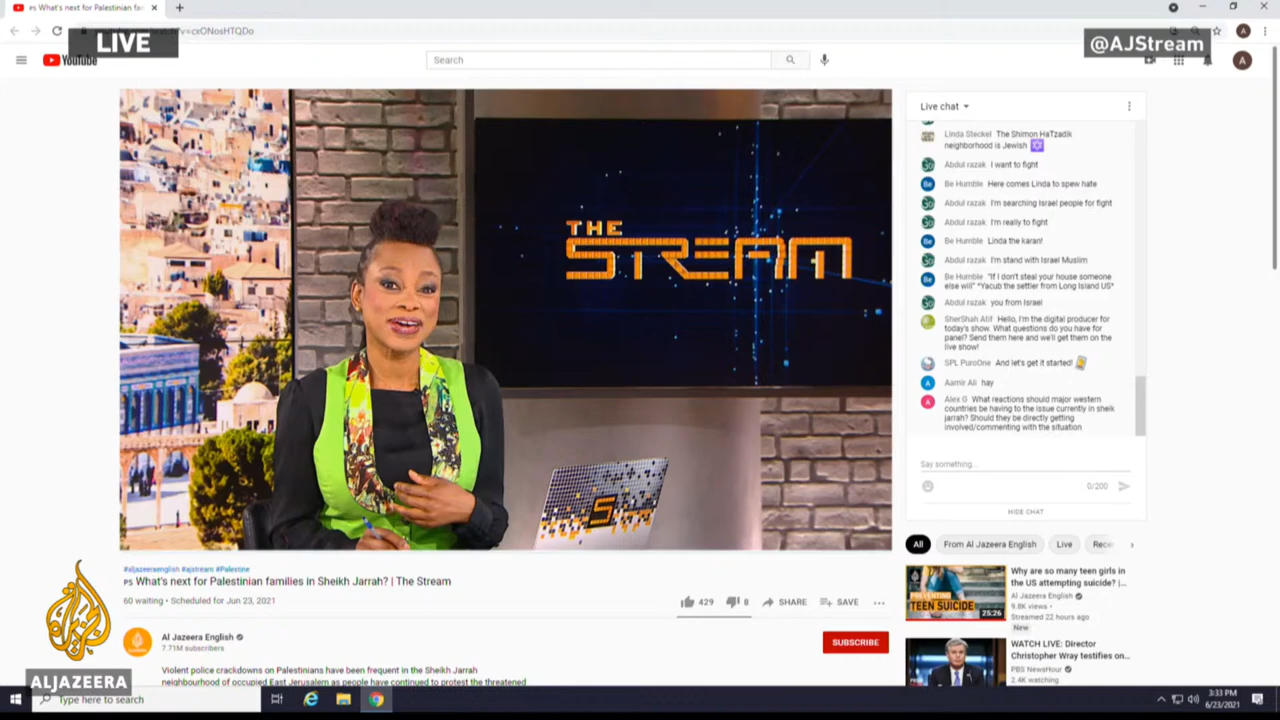 PS What's next for Palestinian fam
LIVE
@AJStream
YouTube
Search
THE
STREAM
S
Live chat
Linda Steckel The Shimon HaTzadik
neighborhood is Jewish
Abdul razak I want to fight
Be Humble Here comes Linda to spew hate
Abdul razak I'm searching Israel people for fight
Abdul razak I'm really to fight
Be Humble Linda the karan!
Abdul razak I'm stand with Israel Muslim
Be Humble "If I don't steal your house someone
else will" *Yacub the settler from Long Island US*
Abdul razak you from Israel
SherShah Atif Hello, I'm the digital producer for
today's show. What questions do you have for
panel? Send them here and we'll get them on the
live show!
SPL PuroOne And let's get it started!
Aamir Ali hay
Alex G What reactions should major western
countries be having to the issue currently in sheik
jarrah? Should they be directly getting
involved/commenting with the situation
Say something...
0/200
HIDE CHAT
All
From Al Jazeera English
Live
Rece
#aljazeeraenglish #ajstream #Palestine
PS What's next for Palestinian families in Sheikh Jarrah? | The Stream
60 waiting • Scheduled for Jun 23, 2021
429
0
SHARE
SAVE
Al Jazeera English
7.71M subscribers
SUBSCRIBE
Violent police crackdowns on Palestinians have been frequent in the Sheikh Jarrah
neighbourhood of occupied East Jerusalem as people have continued to protest the threatened
PREVENTING
TEEN SUICIDE
25:26
Why are so many teen girls in
the US attempting suicide? |...
Al Jazeera English
9.8K views •
Streamed 22 hours ago
New
WATCH LIVE: Director
Christopher Wray testifies on...
PBS NewsHour
2.4K watching
ALJAZEERA
Type here to search
3:33 PM
6/23/2021